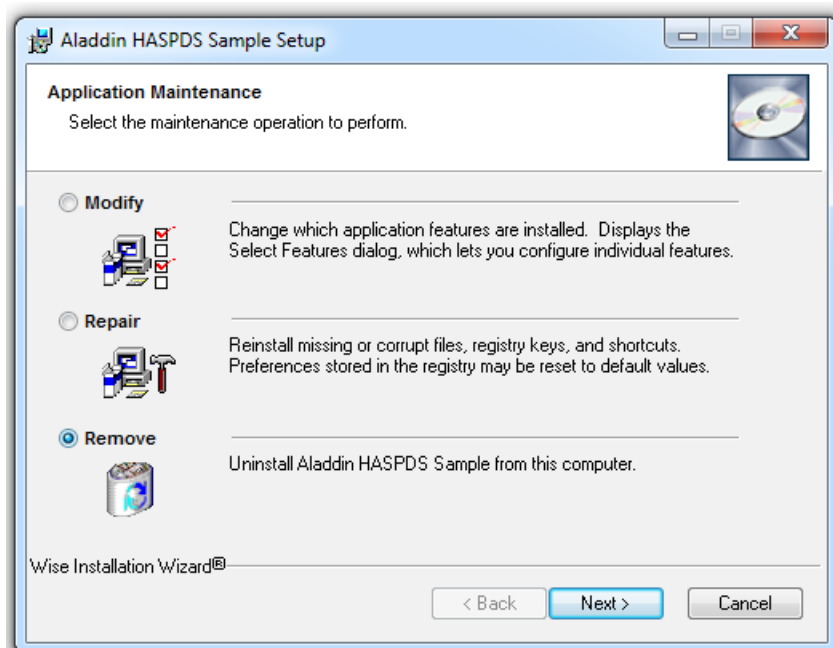 Aladdin HASPDS Sample Setup
Application Maintenance
Select the maintenance operation to perform.
Modify
Change which application features are installed.  Displays the
Select Features dialog, which lets you configure individual features.
Repair
Reinstall missing or corrupt files, registry keys, and shortcuts.
Preferences stored in the registry may be reset to default values.
Remove
Uninstall Aladdin HASPDS Sample from this computer.
Wise Installation Wizard®
< Back
Next >
Cancel